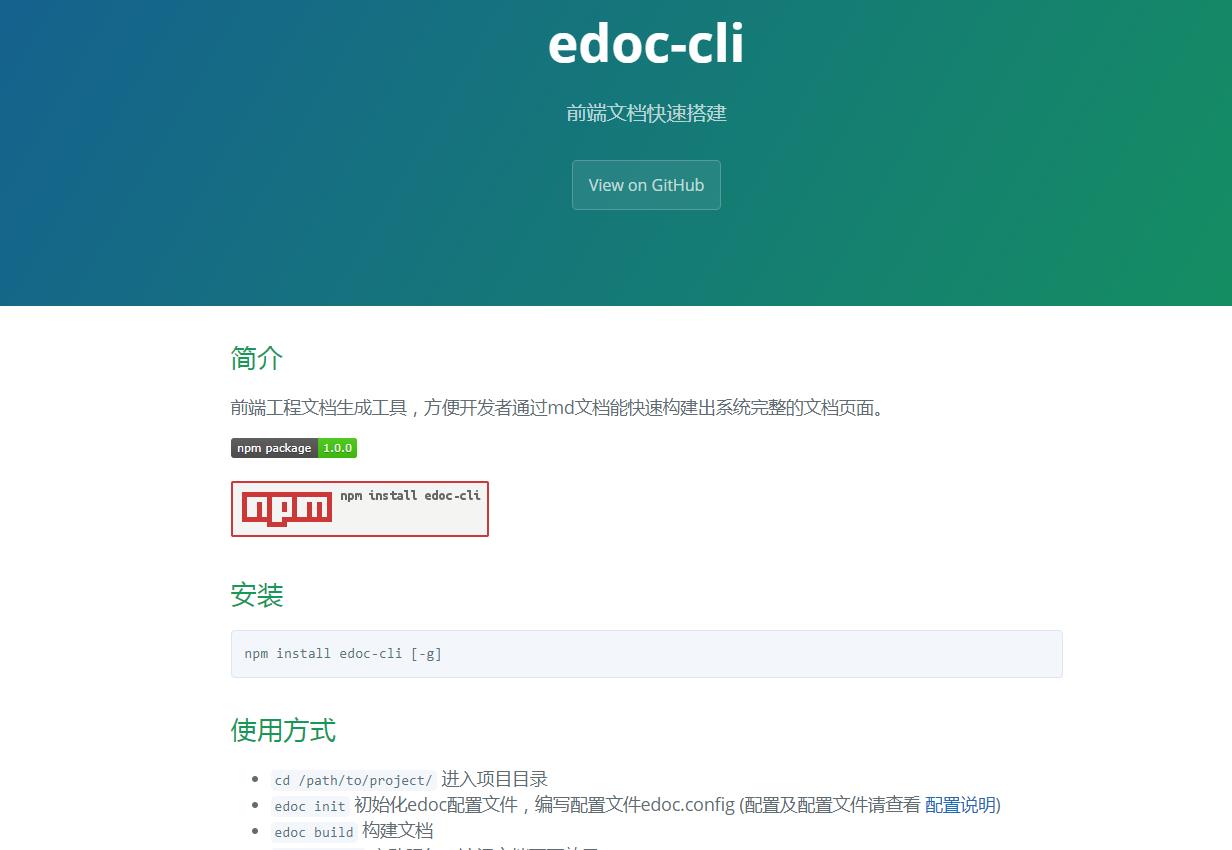 edoc-cli
前端文档快速搭建
View on GitHub
简介
前端工程文档生成工具，方便开发者通过md文档能快速构建出系统完整的文档页面。
npm package 1.0.0
npm npm install edoc-cli
安装
npm install edoc-cli [-g]
使用方式
cd /path/to/project/ 进入项目目录
edoc init 初始化edoc配置文件，编写配置文件edoc.config (配置及配置文件请查看 配置说明)
edoc build 构建文档